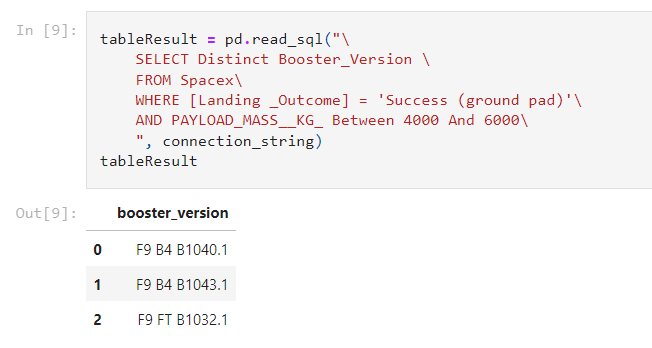 In [9]:
tableResult = pd.read_sql("\
SELECT Distinct Booster_Version \
FROM Spacex\
WHERE [Landing _Outcome] = 'Success (ground pad)'\
AND PAYLOAD_MASS__KG_ Between 4000 And 6000\
", connection_string)
tableResult
Out[9]:
booster_version
0 F9 B4 B1040.1
1 F9 B4 B1043.1
2 F9 FT B1032.1